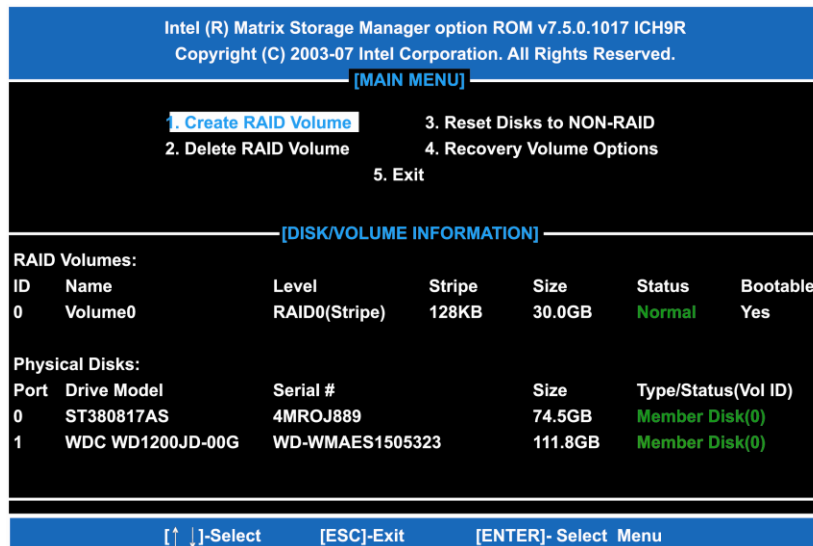 Intel (R) Matrix Storage Manager option ROM v7.5.0.1017 ICH9R
Copyright (C) 2003-07 Intel Corporation. All Rights Reserved.
[MAIN MENU]
1. Create RAID Volume 3. Reset Disks to NON-RAID
2. Delete RAID Volume 4. Recovery Volume Options
5. Exit
[DISK/VOLUME INFORMATION]
RAID Volumes:
ID Name Level Stripe Size Status Bootable
0 Volume0 RAID0(Stripe) 128KB 30.0GB Normal Yes
Physical Disks:
Port Drive Model Serial # Size Type/Status(Vol ID)
0 ST380817AS 4MROJ889 74.5GB Member Disk(0)
1 WDC WD1200JD-00G WD-WMAES1505323 111.8GB Member Disk(0)
[↑ ↓]-Select [ESC]-Exit [ENTER]- Select Menu